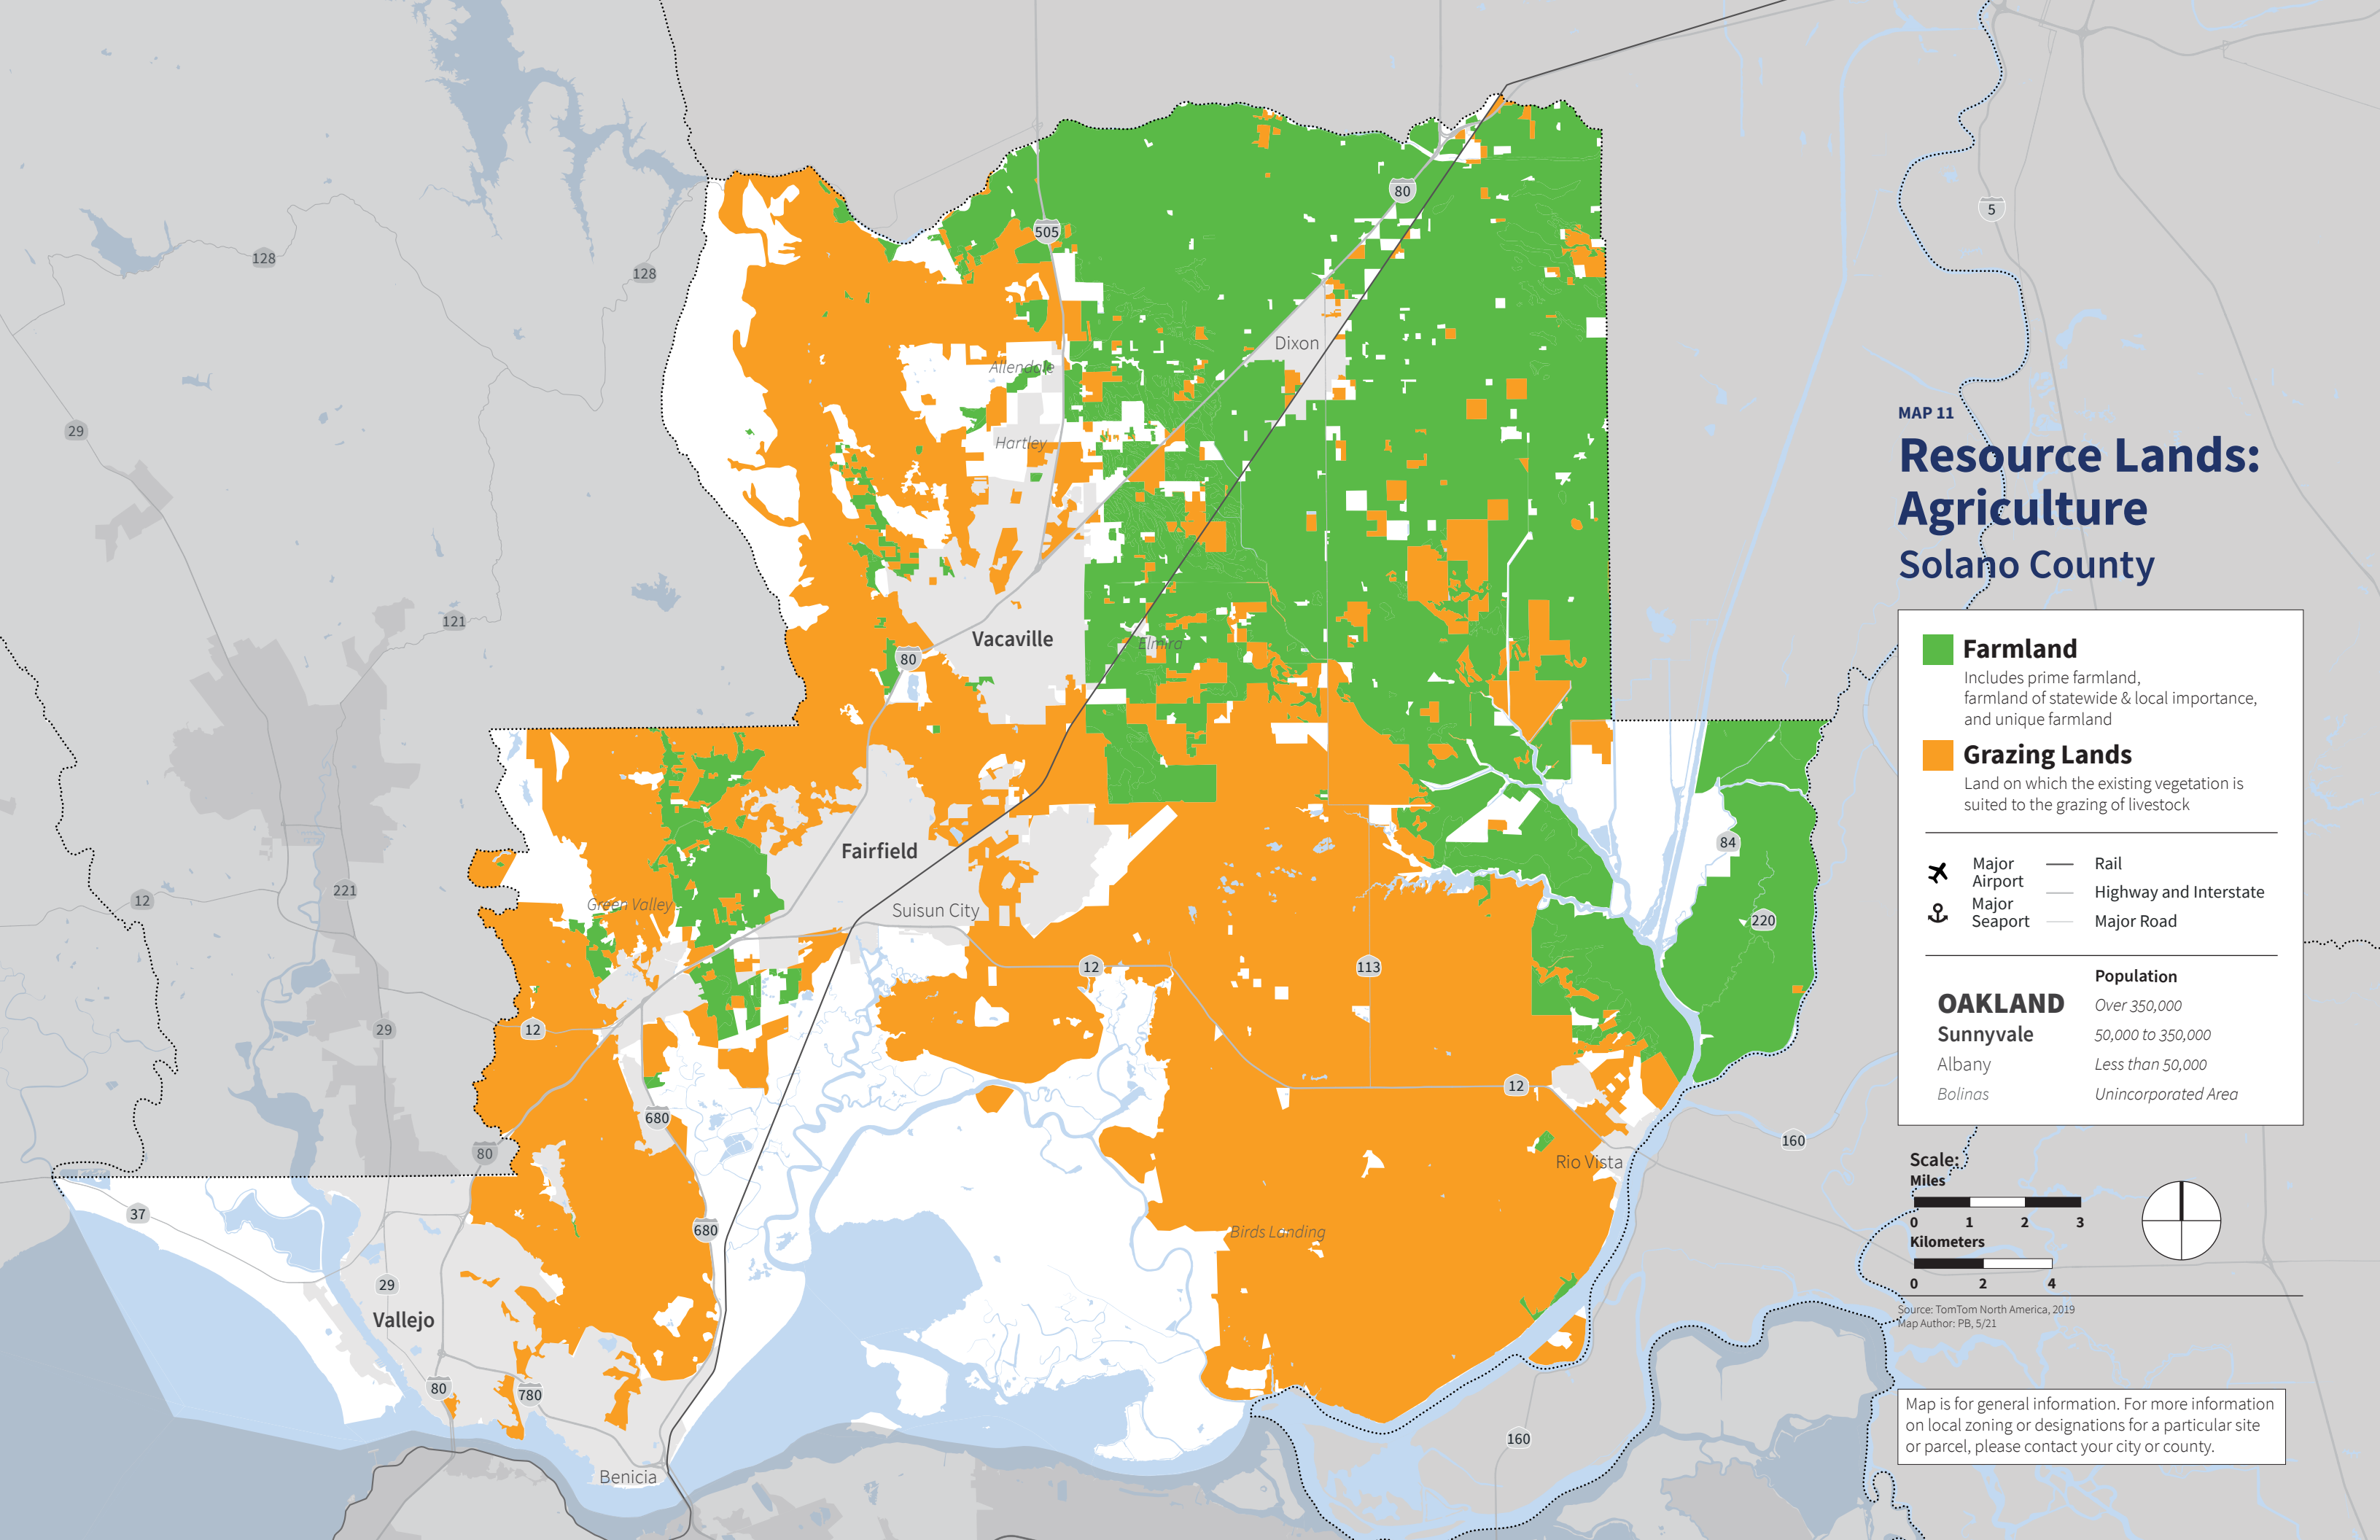 80
505
5
128
128
Dixon
Allendale
29
MAP 11
Resource Lands:
Agriculture
Solano County
Hartley
121
Vacaville
Elmira
80
Farmland
Includes prime farmland,
farmland of statewide & local importance,
and unique farmland
Grazing Lands
Land on which the existing vegetation is
suited to the grazing of livestock
Fairfield
84
Major
Airport
Rail
Major
Seaport
Highway and Interstate
Major Road
12
221
Green Valley
Suisun City
220
12
113
Population
OAKLAND
Over 350,000
Sunnyvale
50,000 to 350,000
Albany
Less than 50,000
Bolinas
Unincorporated Area
29
12
12
680
160
80
Rio Vista
Scale:
Miles
0 1 2 3
Kilometers
0 2 4
37
680
Birds Landing
29
Vallejo
Source: TomTom North America, 2019
Map Author: PB, 5/21
80
780
160
Map is for general information. For more information
on local zoning or designations for a particular site
or parcel, please contact your city or county.
Benicia